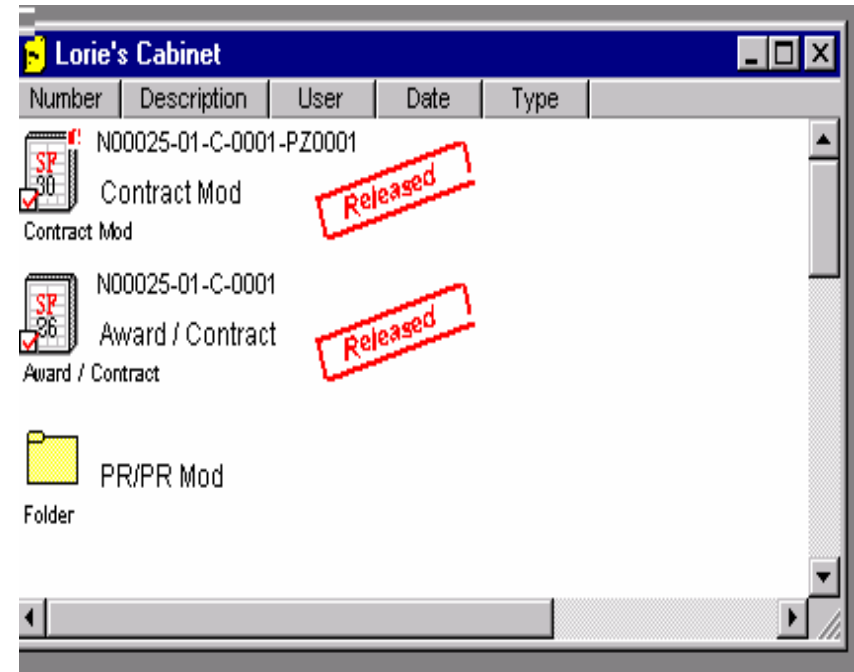 Lorie's Cabinet
Number Description User Date Type
N00025-01-C-0001-PZ0001
SF
30
Contract Mod
Released
Contract Mod
N00025-01-C-0001
SF
26
Award / Contract
Released
Award / Contract
PR/PR Mod
Folder